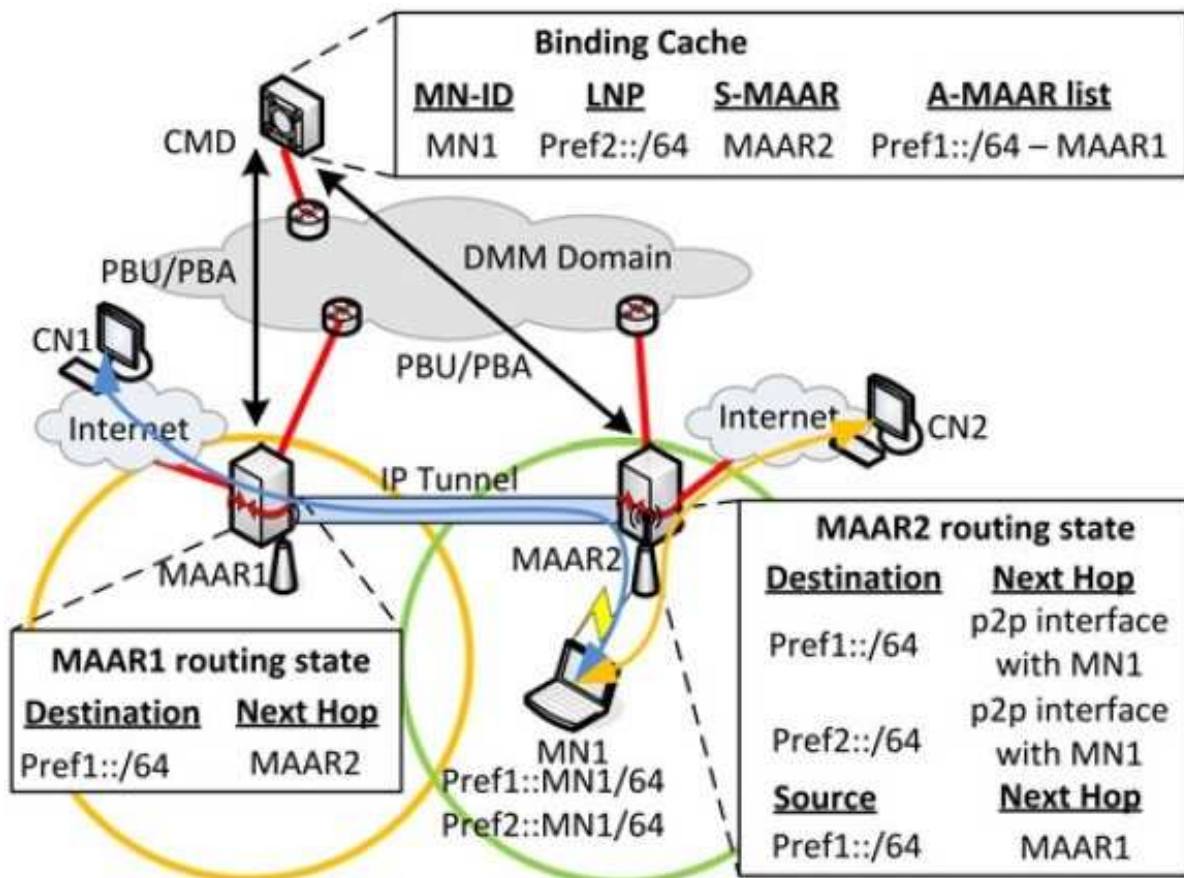 Binding Cache
MN-ID LNP S-MAAR A-MAAR list
MN1 Pref2::/64 MAAR2 Pref1::/64 – MAAR1
CMD
DMM Domain
PBU/PBA
PBU/PBA
CN1
Internet
Internet
CN2
IP Tunnel
MAAR1
MAAR2
MAAR1 routing state
Destination Next Hop
Pref1::/64 MAAR2
MN1
Pref1::MN1/64
Pref2::MN1/64
MAAR2 routing state
Destination Next Hop
Pref1::/64 p2p interface
with MN1
Pref2::/64 p2p interface
with MN1
Source Next Hop
Pref1::/64 MAAR1